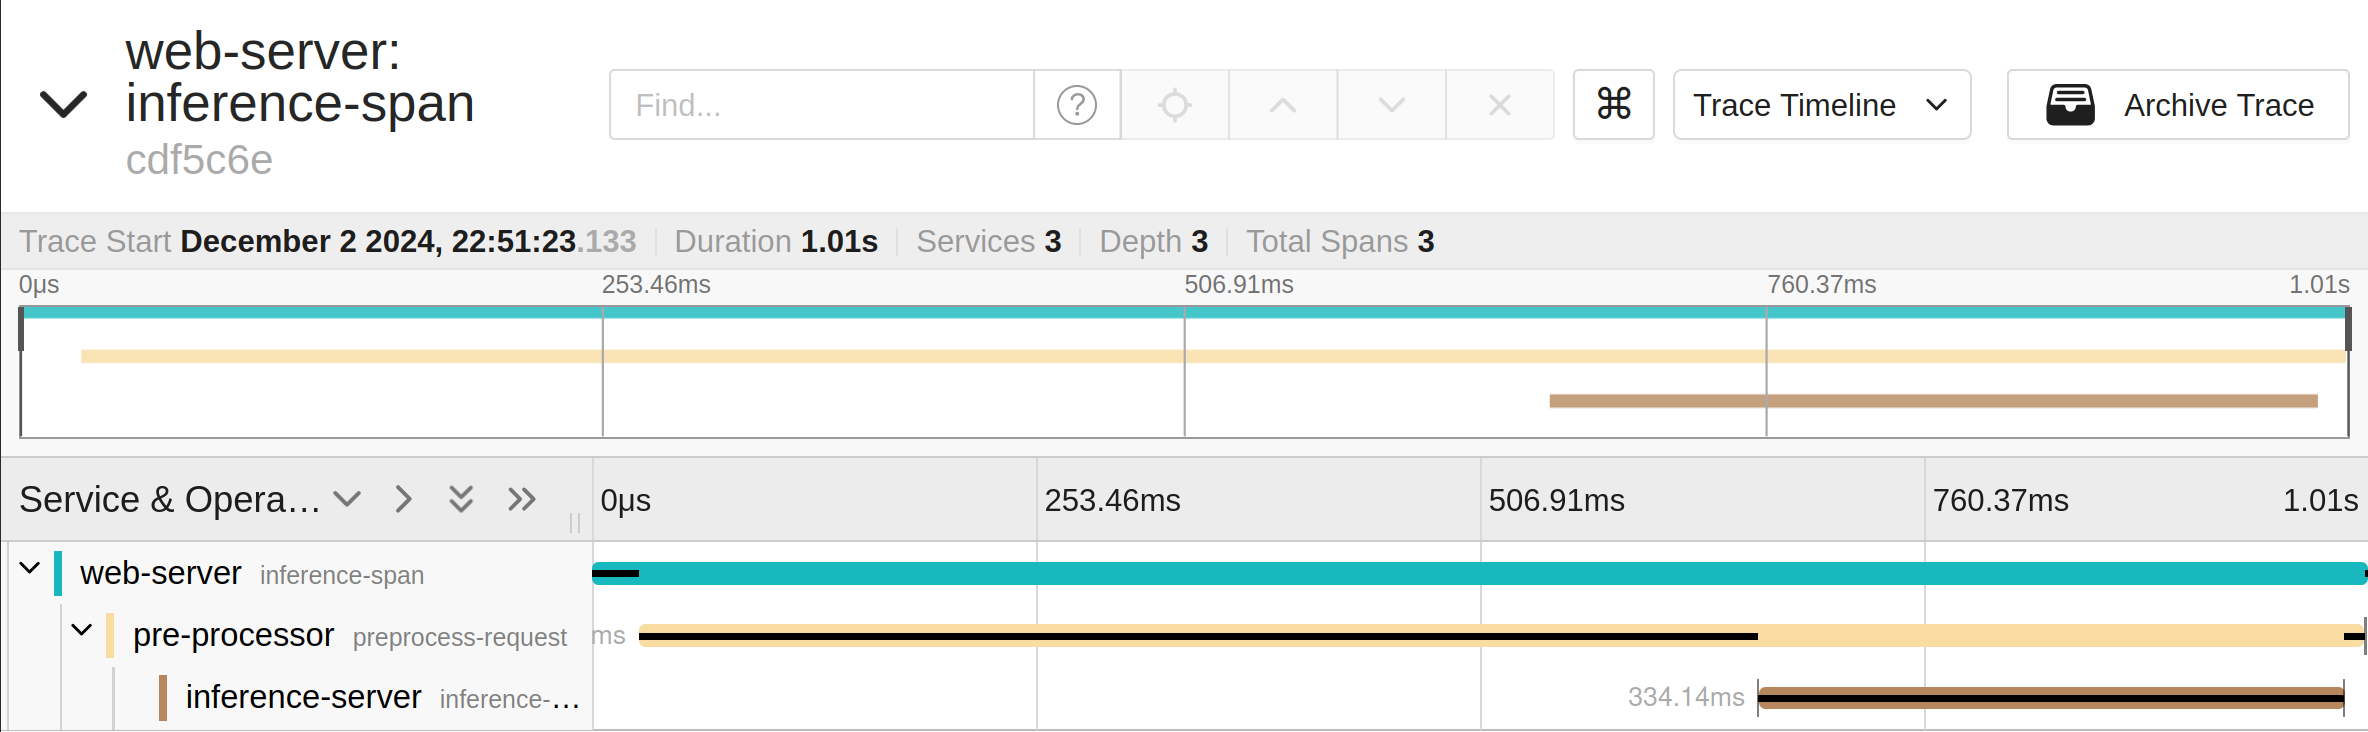 web-server:
inference-span
cdf5c6e
Find...
Trace Timeline
Archive Trace
Trace Start December 2 2024, 22:51:23.133 Duration 1.01s Services 3 Depth 3 Total Spans 3
0μs 253.46ms 506.91ms 760.37ms 1.01s
Service & Opera… 0μs 253.46ms 506.91ms 760.37ms 1.01s
web-server inference-span
pre-processor preprocess-request ms
inference-server inference-… 334.14ms